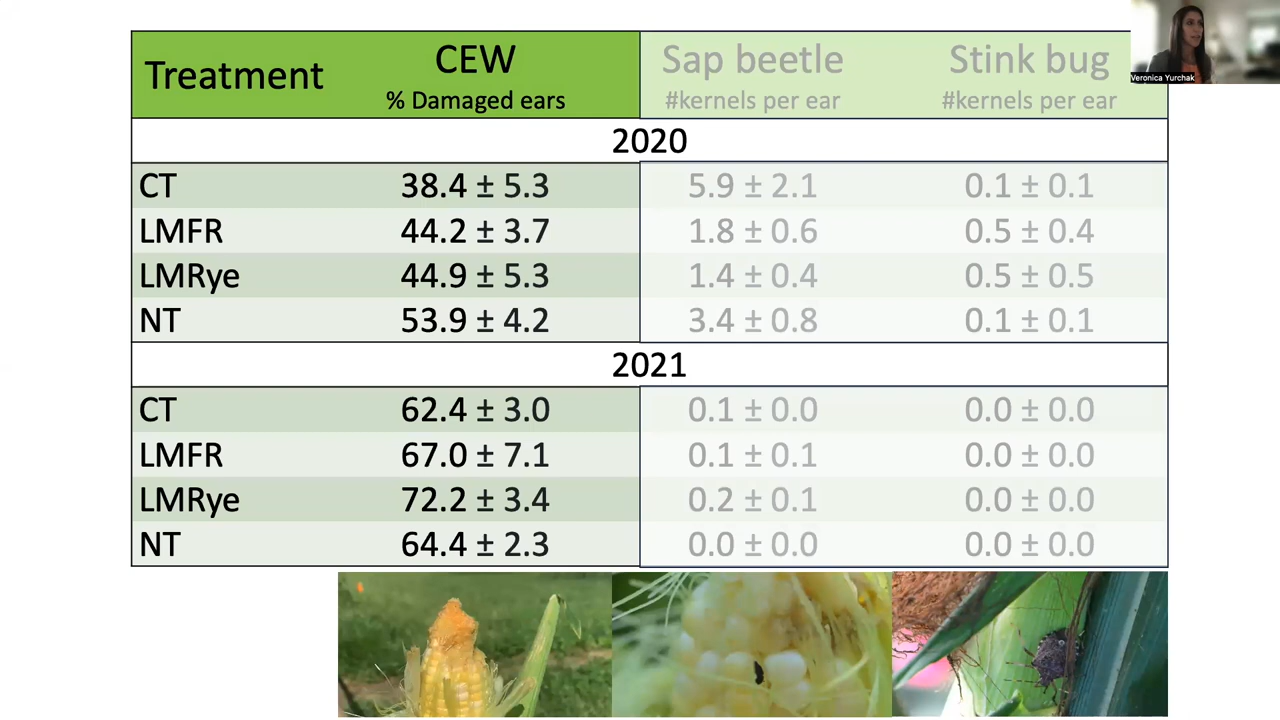 Treatment CEW Sap beetle Stink bug
% Damaged ears #kernels per ear #kernels per ear
Veronica Yurchak
2020
CT 38.4 ± 5.3 5.9 ± 2.1 0.1 ± 0.1
LMFR 44.2 ± 3.7 1.8 ± 0.6 0.5 ± 0.4
LMRye 44.9 ± 5.3 1.4 ± 0.4 0.5 ± 0.5
NT 53.9 ± 4.2 3.4 ± 0.8 0.1 ± 0.1
2021
CT 62.4 ± 3.0 0.1 ± 0.0 0.0 ± 0.0
LMFR 67.0 ± 7.1 0.1 ± 0.1 0.0 ± 0.0
LMRye 72.2 ± 3.4 0.2 ± 0.1 0.0 ± 0.0
NT 64.4 ± 2.3 0.0 ± 0.0 0.0 ± 0.0